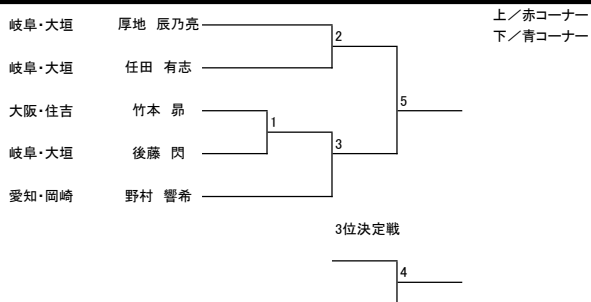 上／赤コーナー
岐阜・大垣 厚地 辰乃亮
2
下／青コーナー
岐阜・大垣 任田 有志
5
大阪・住吉 竹本 昴
1
3
岐阜・大垣 後藤 閃
愛知・岡崎 野村 響希
3位決定戦
4